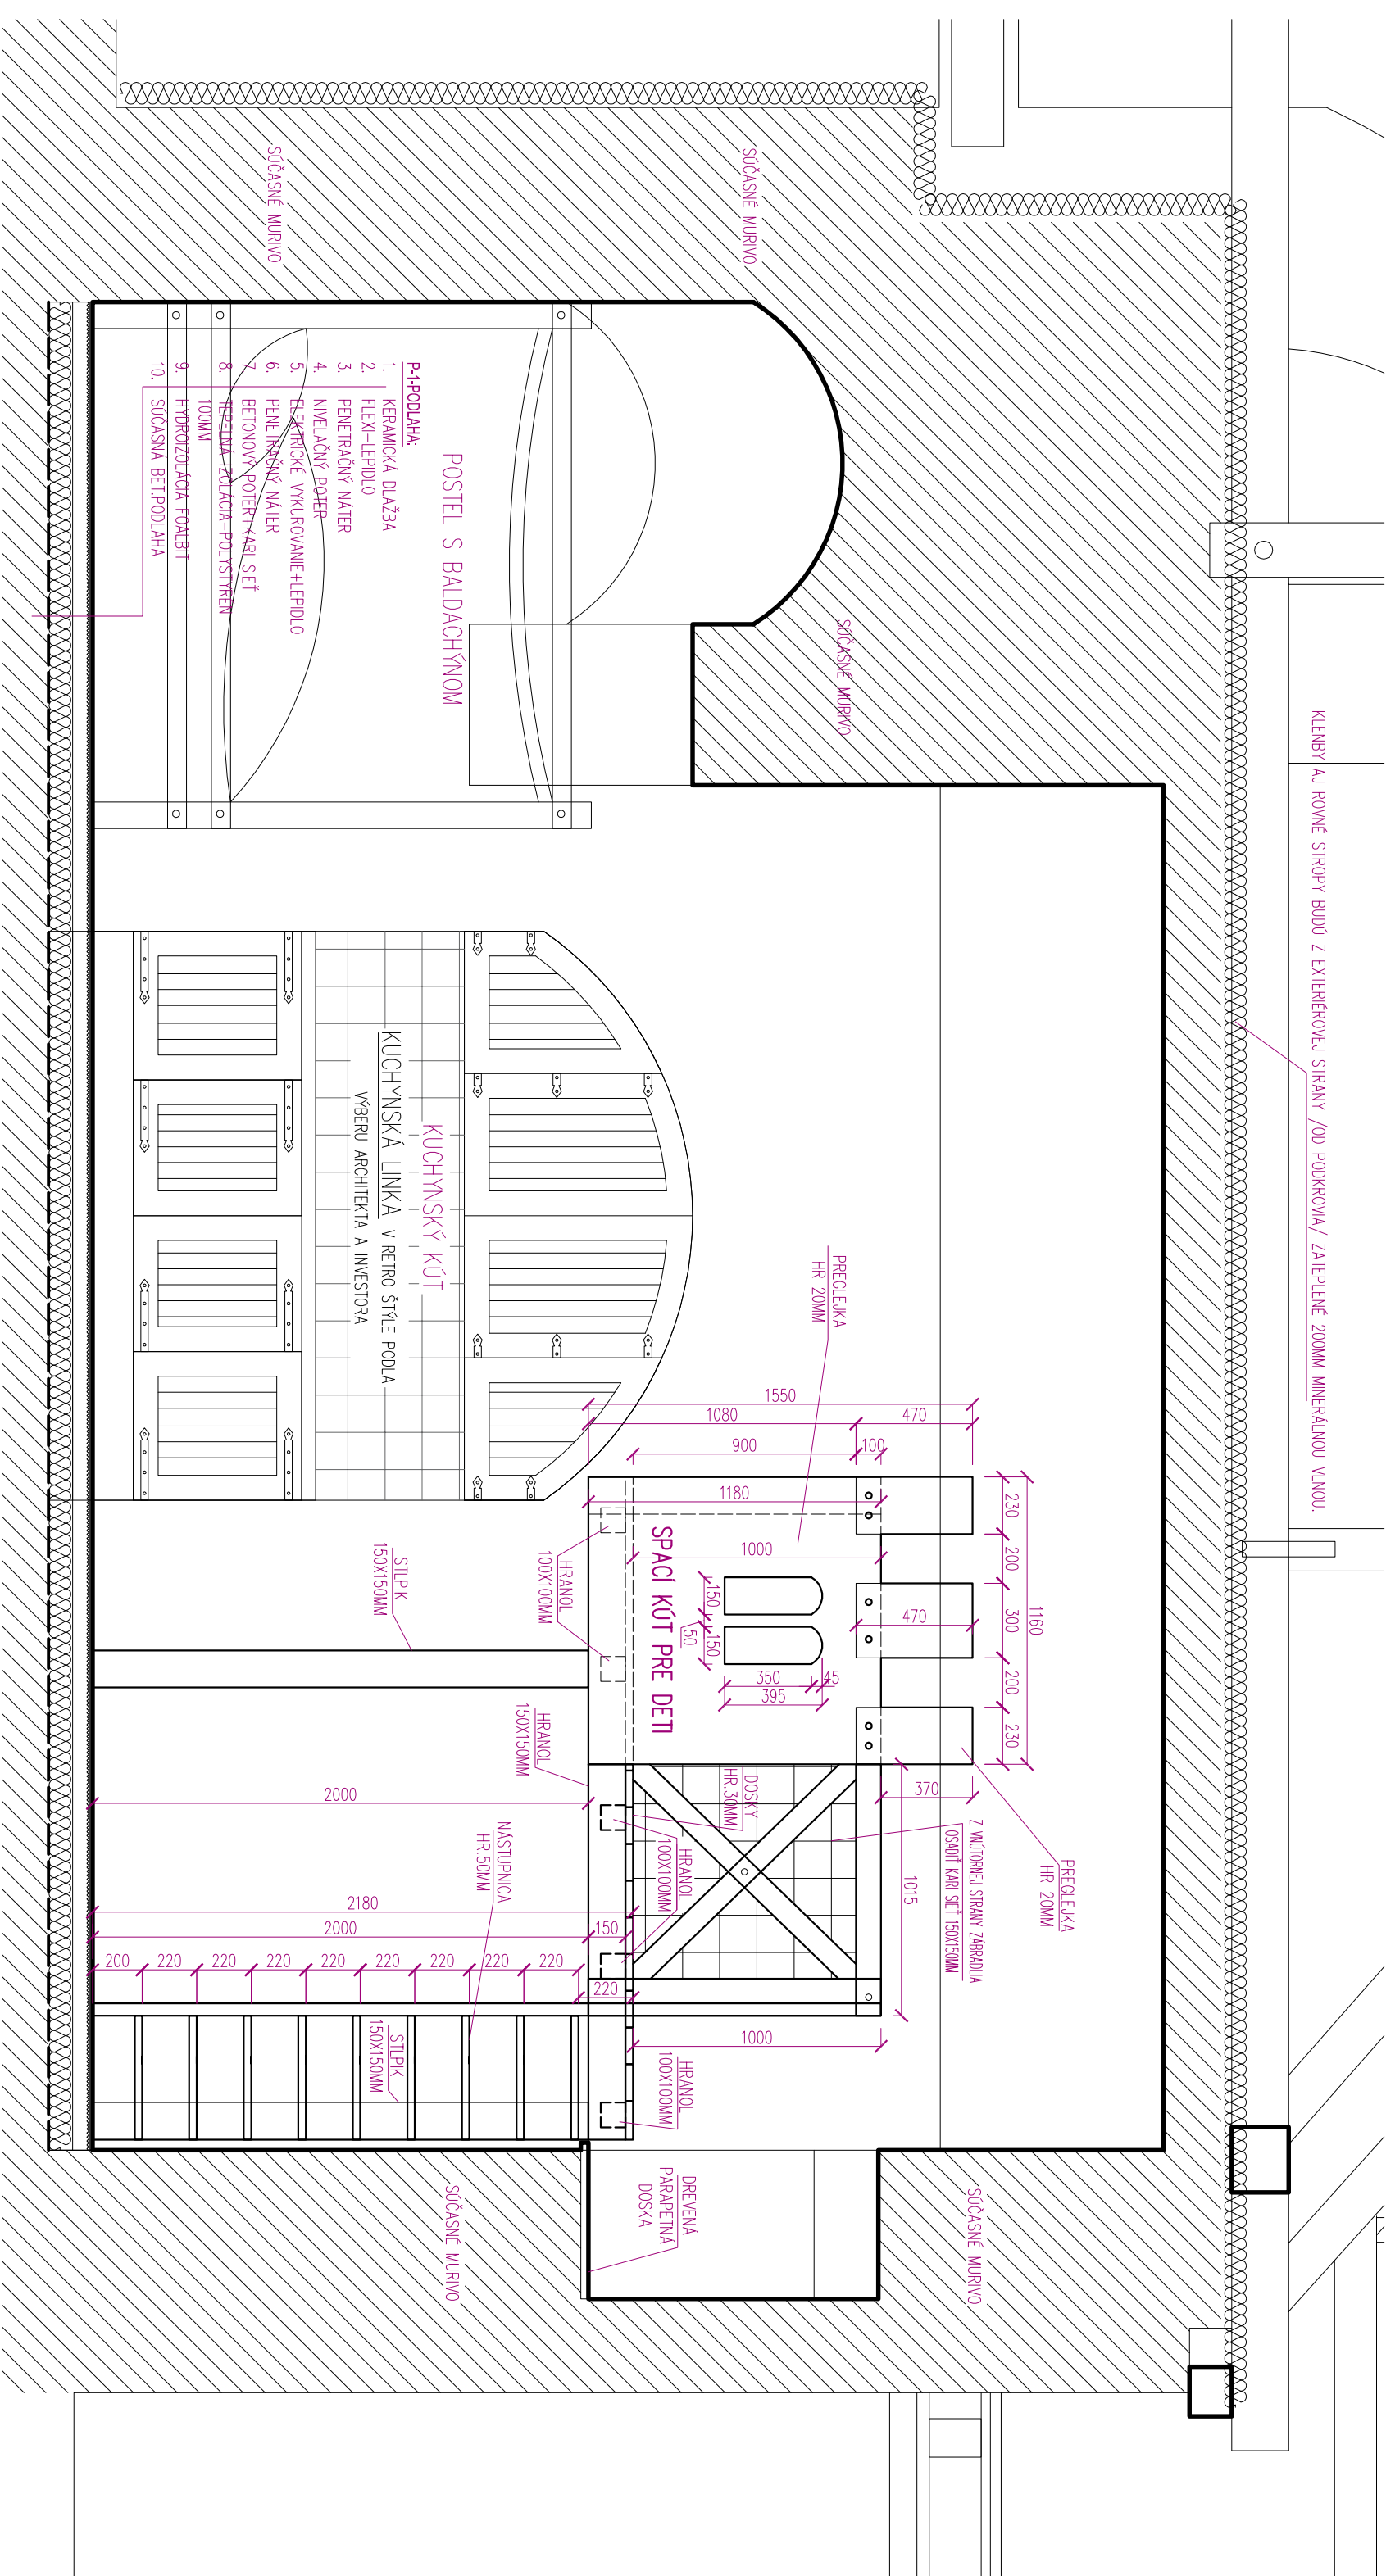 KLENBY AJ ROVNÉ STROPY BUDÚ Z EXTERIÉROVEJ STRANY /OD PODKROVIA/ ZATEPLENÉ 200MM MINERÁLNOU VLNOU.
SÚČASNÉ MURIVO
SÚČASNÉ MURIVO
SÚČASNÉ MURIVO
POSTEL S BALDACHÝNOM
P-1-PODLAHA:
1. KERAMICKÁ DLAŽBA
2. FLEXI-LEPIDLO
3. PENETRAČNÝ NÁTER
4. NIVELAČNÝ POTER
5. ELEKTRICKÉ VYKUROVANIE+LEPIDLO
6. PENETRAČNÝ NÁTER
7 BETONOVÝ POTER+KARI SIEŤ
8. TEPELNÁ IZOLÁCIA-POLYSTYREN
100MM
9. HYDROIZOLÁCIA FOALBIT
10. SÚČASNÁ BET.PODLAHA
KUCHYNSKÝ KÚT
KUCHYNSKÁ LINKA V RETRO ŠTÝLE PODLA
VÝBERU ARCHITEKTA A INVESTORA
PREGLEJKA
HR 20MM
1550
1080
470
900
100
1180
1000
1160
230
200
300
200
230
470
370
150
150
50
350
45
395
SPACÍ KÚT PRE DETI
HRANOL
100X100MM
STLPIK
150X150MM
HRANOL
150X150MM
PREGLEJKA
HR 20MM
Z VNÚTORNEJ STRANY ZÁBRADLIA
OSADIŤ KARI SIEŤ 150X150MM
1015
DOSKY
HR.30MM
HRANOL
100X100MM
2000
NÁSTUPNICA
HR.50MM
2180
2000
150
200
220
220
220
220
220
220
220
220
220
1000
STLPIK
150X150MM
HRANOL
100X100MM
DREVENÁ
PARAPETNÁ
DOSKA
SÚČASNÉ MURIVO
SÚČASNÉ MURIVO